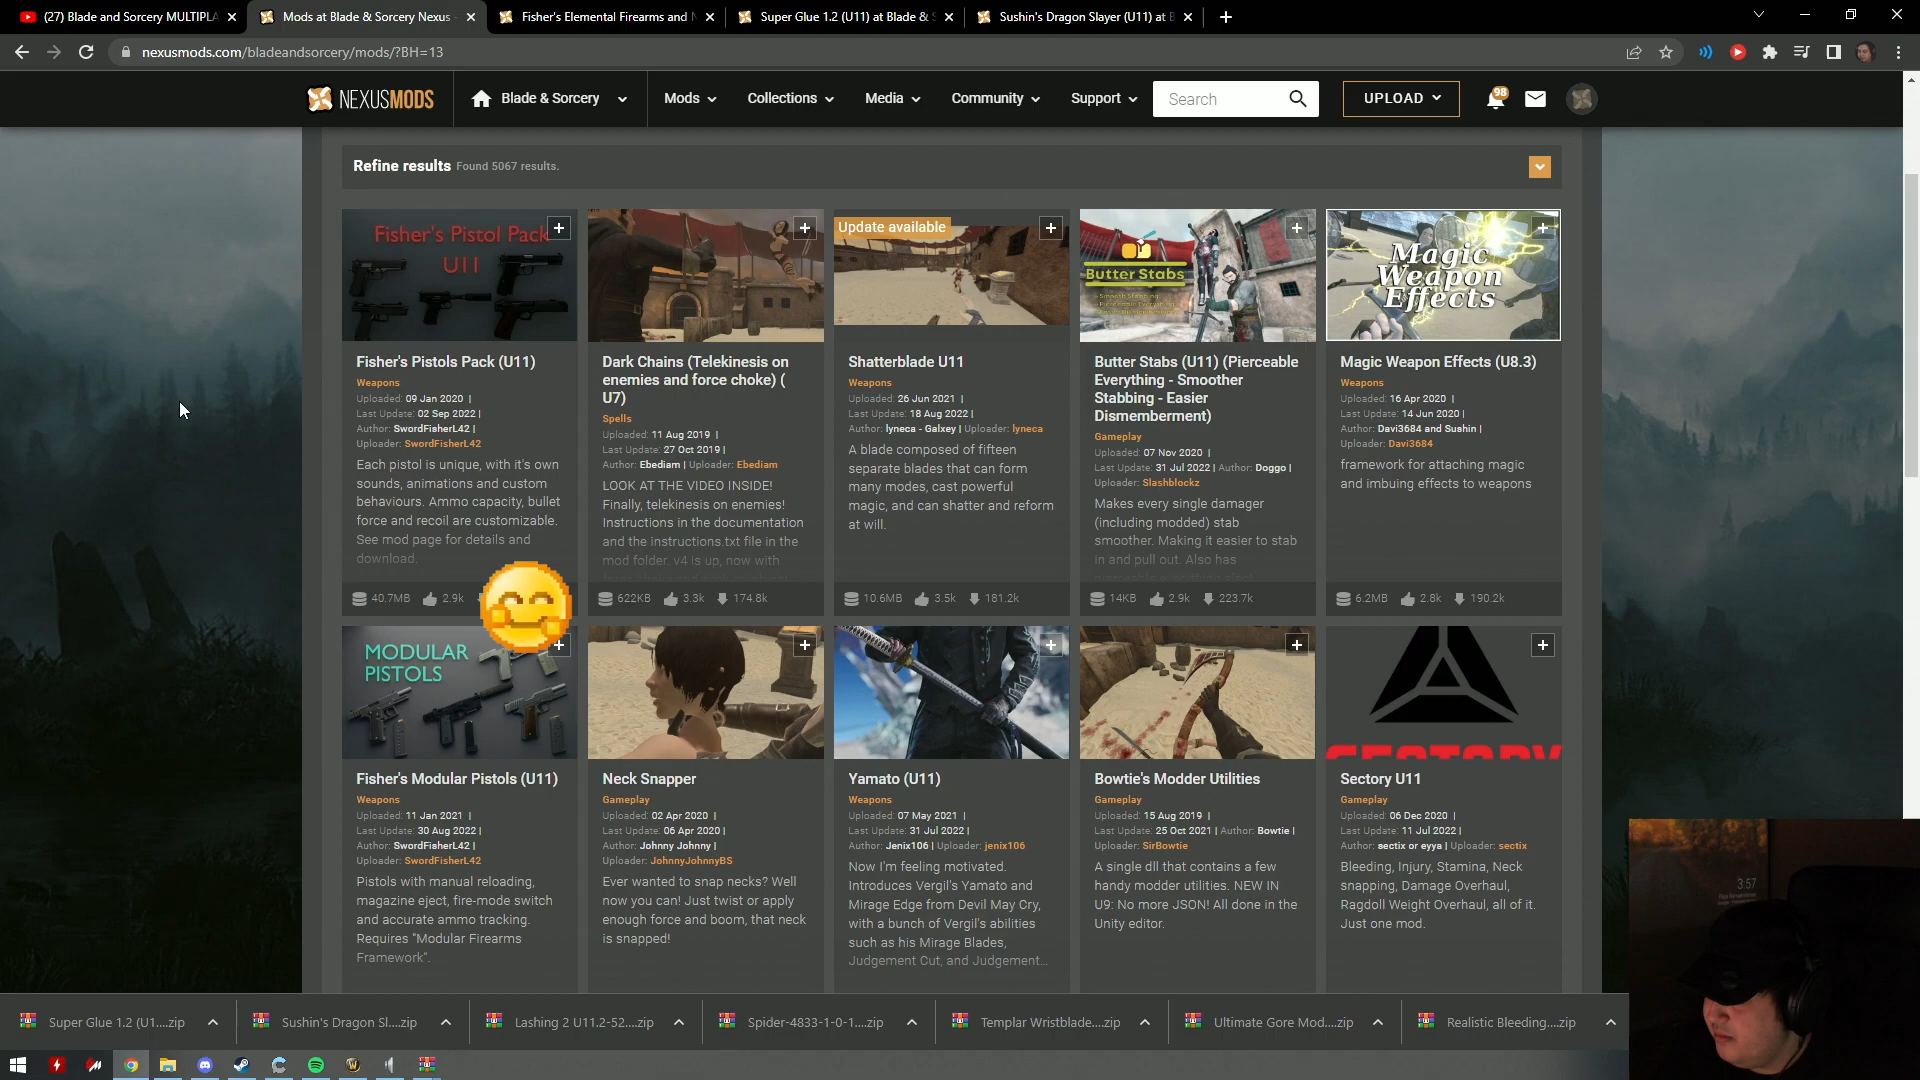 (27) Blade and Sorcery MULTIPLA
Mods at Blade & Sorcery Nexus
Fisher's Elemental Firearms and
Super Glue 1.2 (U11) at Blade &
Sushin's Dragon Slayer (U11) at
nexusmods.com/bladeandsorcery/mods/?BH=13
NEXUSMODS
Blade & Sorcery
Mods
Collections
Media
Community
Support
Search
UPLOAD
98
Refine results Found 5067 results.
Fisher's Pistol Pack
U11
Update available
Butter Stabs
Magic
Weapon
Effects
Fisher's Pistols Pack (U11)
Weapons
Uploaded: 09 Jan 2020 |
Last Update: 02 Sep 2022 |
Author: SwordFisherL42 |
Uploader: SwordFisherL42
Each pistol is unique, with it's own
sounds, animations and custom
behaviours. Ammo capacity, bullet
force and recoil are customizable.
See mod page for details and
download.
40.7MB 2.9k
Dark Chains (Telekinesis on
enemies and force choke) (
U7)
Spells
Uploaded: 11 Aug 2019 |
Last Update: 27 Oct 2019 |
Author: Ebediam | Uploader: Ebediam
LOOK AT THE VIDEO INSIDE!
Finally, telekinesis on enemies!
Instructions in the documentation
and the instructions.txt file in the
mod folder. v4 is up, now with
622KB 3.3k 174.8k
Shatterblade U11
Weapons
Uploaded: 26 Jun 2021 |
Last Update: 18 Aug 2022 |
Author: lyneca - Galxey | Uploader: lyneca
A blade composed of fifteen
separate blades that can form
many modes, cast powerful
magic, and can shatter and reform
at will.
10.6MB 3.5k 181.2k
Butter Stabs (U11) (Pierceable
Everything - Smoother
Stabbing - Easier
Dismemberment)
Gameplay
Uploaded: 07 Nov 2020 |
Last Update: 31 Jul 2022 | Author: Doggo |
Uploader: Slashblockz
Makes every single damager
(including modded) stab
smoother. Making it easier to stab
in and pull out. Also has
14KB 2.9k 223.7k
Magic Weapon Effects (U8.3)
Weapons
Uploaded: 16 Apr 2020 |
Last Update: 14 Jun 2020 |
Author: Davi3684 and Sushin |
Uploader: Davi3684
framework for attaching magic
and imbuing effects to weapons
6.2MB 2.8k 190.2k
MODULAR
PISTOLS
SECTORY
Fisher's Modular Pistols (U11)
Weapons
Uploaded: 11 Jan 2021 |
Last Update: 30 Aug 2022 |
Author: SwordFisherL42 |
Uploader: SwordFisherL42
Pistols with manual reloading,
magazine eject, fire-mode switch
and accurate ammo tracking.
Requires "Modular Firearms
Framework".
Neck Snapper
Gameplay
Uploaded: 02 Apr 2020 |
Last Update: 06 Apr 2020 |
Author: Johnny Johnny |
Uploader: JohnnyJohnnyBS
Ever wanted to snap necks? Well
now you can! Just twist or apply
enough force and boom, that neck
is snapped!
Yamato (U11)
Weapons
Uploaded: 07 May 2021 |
Last Update: 31 Jul 2022 |
Author: Jenix106 | Uploader: jenix106
Now I'm feeling motivated.
Introduces Vergil's Yamato and
Mirage Edge from Devil May Cry,
with a bunch of Vergil's abilities
such as his Mirage Blades,
Judgement Cut, and Judgement...
Bowtie's Modder Utilities
Gameplay
Uploaded: 15 Aug 2019 |
Last Update: 25 Oct 2021 | Author: Bowtie |
Uploader: SirBowtie
A single dll that contains a few
handy modder utilities. NEW IN
U9: No more JSON! All done in the
Unity editor.
Sectory U11
Gameplay
Uploaded: 06 Dec 2020 |
Last Update: 11 Jul 2022 |
Author: sectix or eyya | Uploader: sectix
Bleeding, Injury, Stamina, Neck
snapping, Damage Overhaul,
Ragdoll Weight Overhaul, all of it.
Just one mod.
3:57
Super Glue 1.2 (U1....zip
Sushin's Dragon Sl....zip
Lashing 2 U11.2-52....zip
Spider-4833-1-0-1....zip
Templar Wristblade....zip
Ultimate Gore Mod....zip
Realistic Bleeding....zip